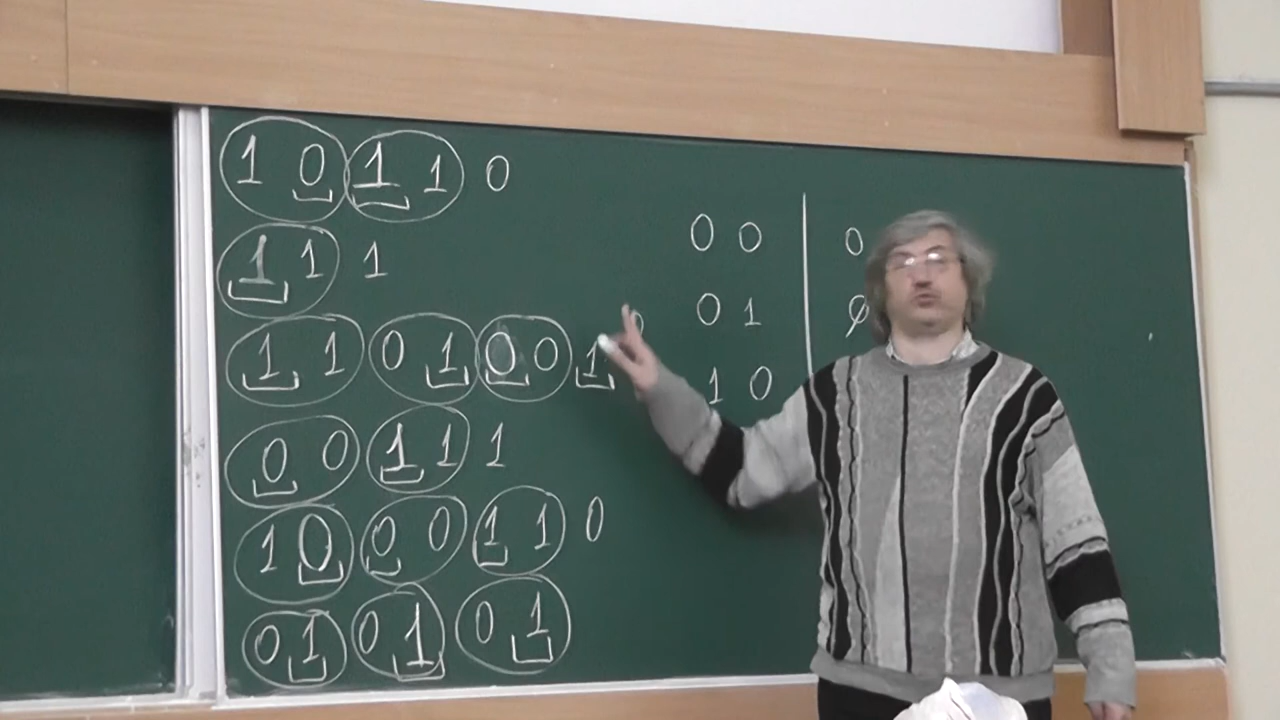 1 0 1 1 0
1 1 1
1 1 0 1 0 0 1 0
0 0 1 1 1
1 0 0 0 1 1 0
0 1 0 1 0 1
0 0 0
0 1 Ø
1 0